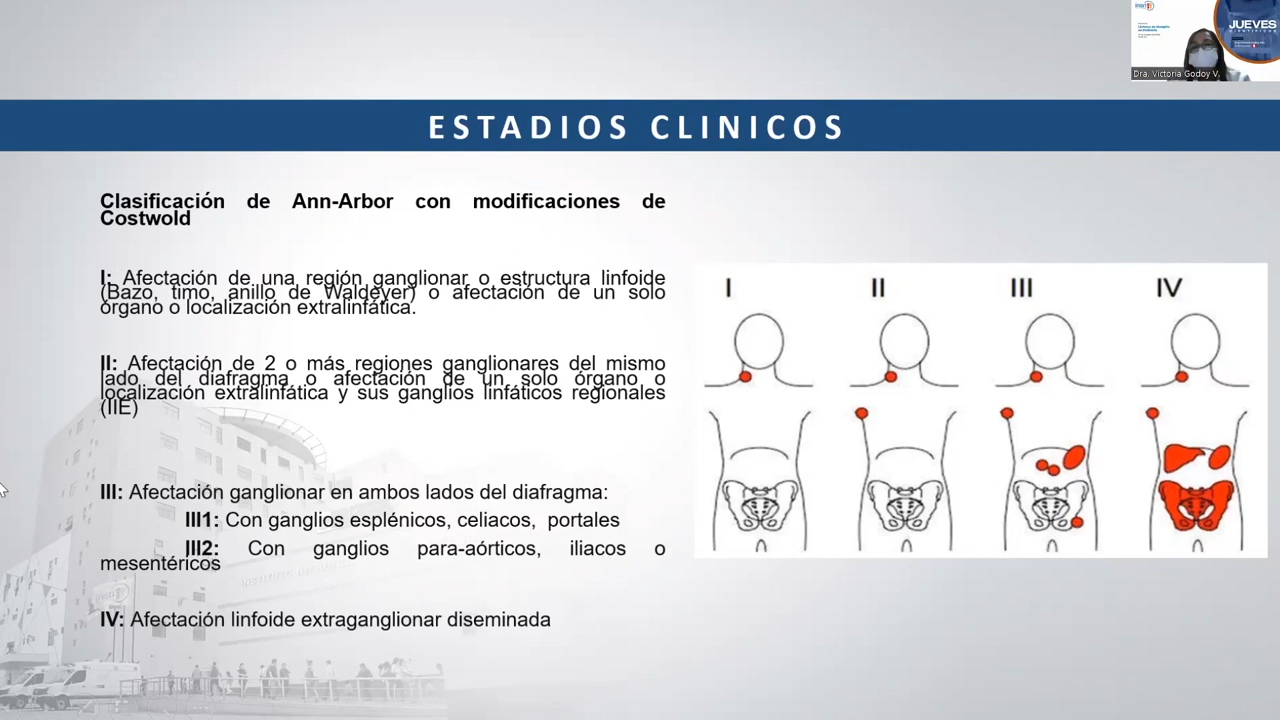 JUEVES
CIENTÍFICOS
Dra. Victoria Godoy V.
ESTADIOS CLINICOS
Clasificación de Ann-Arbor con modificaciones de
Costwold
I: Afectación de una región ganglionar o estructura linfoide
(Bazo, timo, anillo de Waldeyer) o afectación de un solo
órgano o localización extralinfática.
II: Afectación de 2 o más regiones ganglionares del mismo
lado del diafragma o afectación de un solo órgano o
localización extralinfática y sus ganglios linfáticos regionales
(IIE)
III: Afectación ganglionar en ambos lados del diafragma:
III1: Con ganglios esplénicos, celiacos, portales
III2: Con ganglios para-aórticos, iliacos o
mesentéricos
IV: Afectación linfoide extraganglionar diseminada
I II III IV